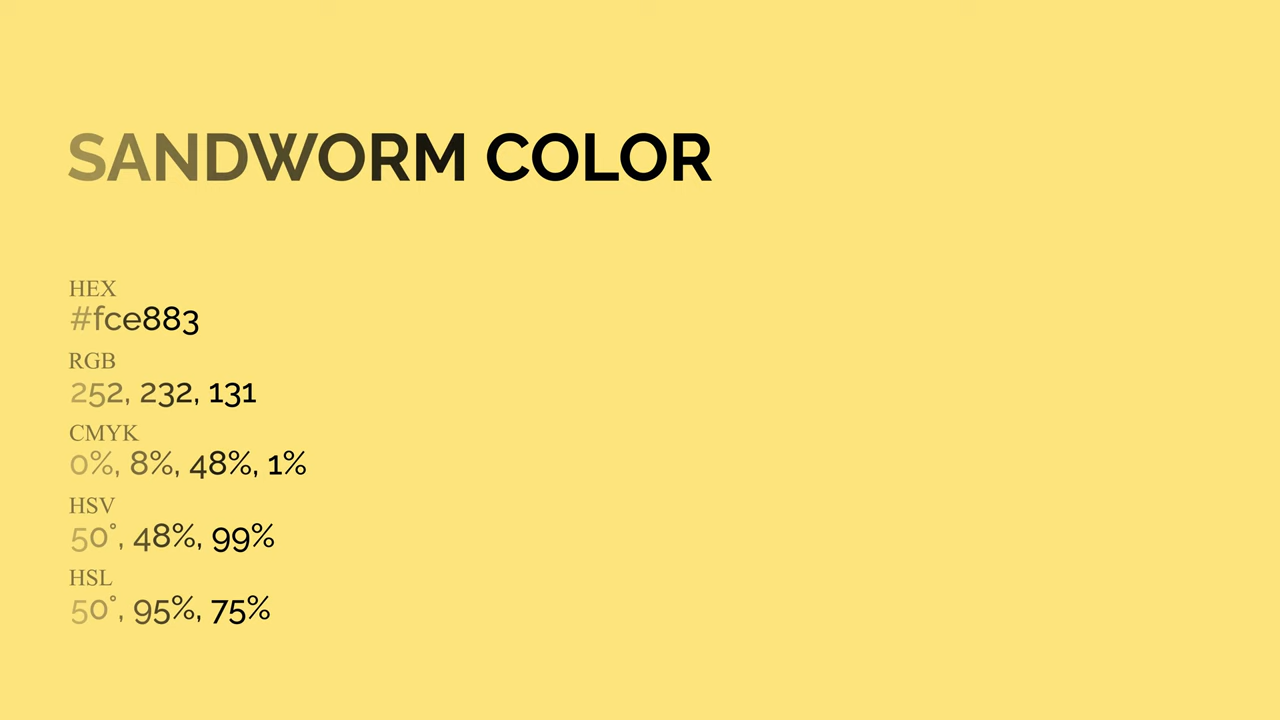 SANDWORM COLOR
HEX
#fce883
RGB
252, 232, 131
CMYK
0%, 8%, 48%, 1%
HSV
50°, 48%, 99%
HSL
50°, 95%, 75%